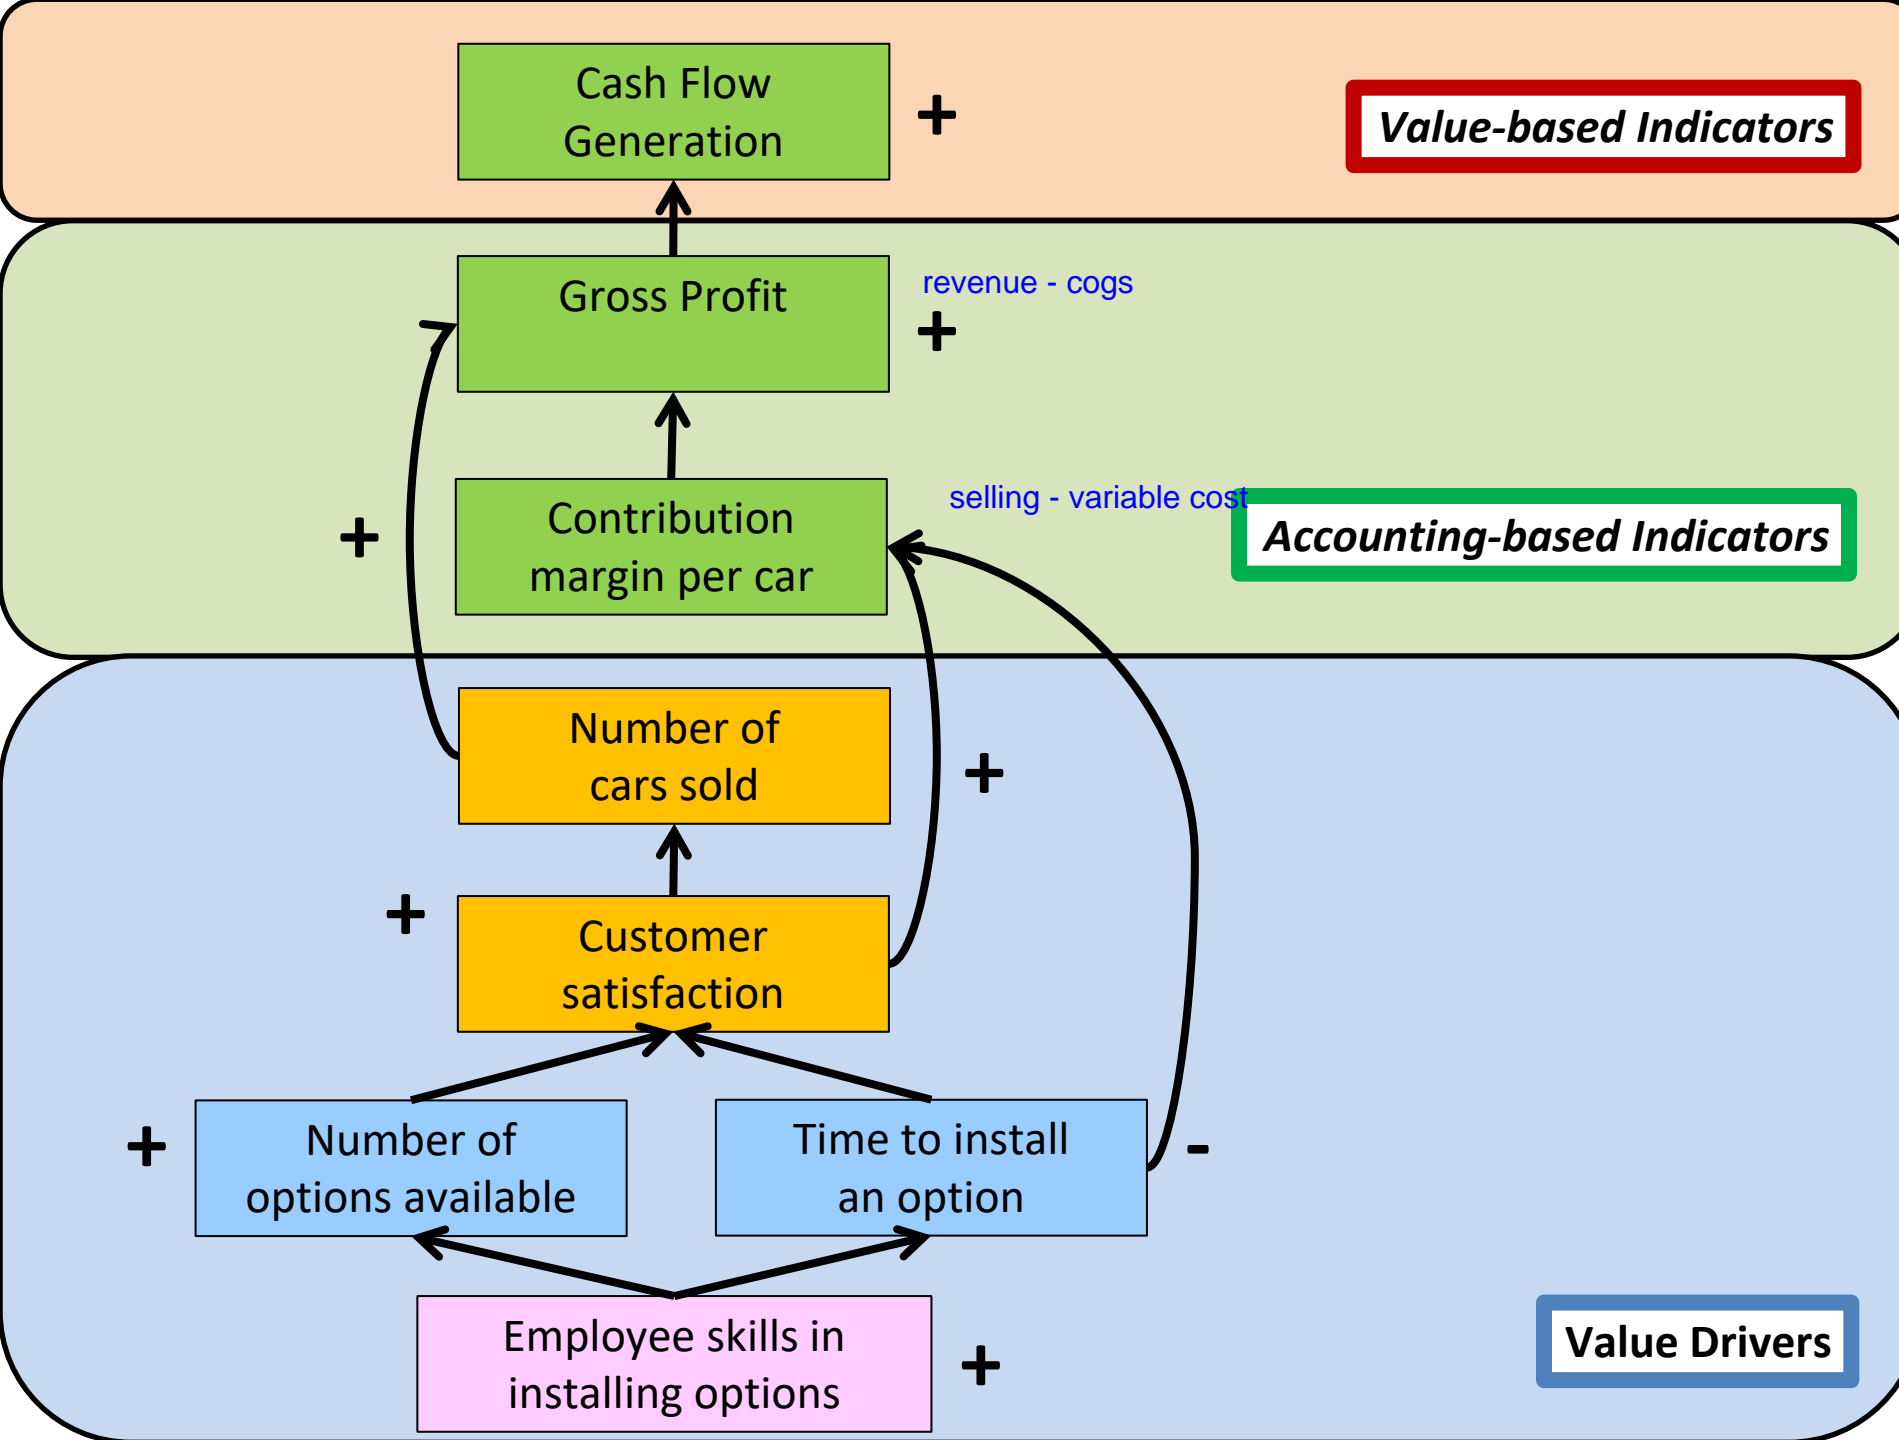 Cash Flow
Generation
+
Value-based Indicators
Gross Profit
revenue - cogs
+
Contribution
margin per car
selling - variable cost
+
Accounting-based Indicators
Number of
cars sold
+
+
Customer
satisfaction
+
Number of
options available
Time to install
an option
-
Employee skills in
installing options
+
Value Drivers